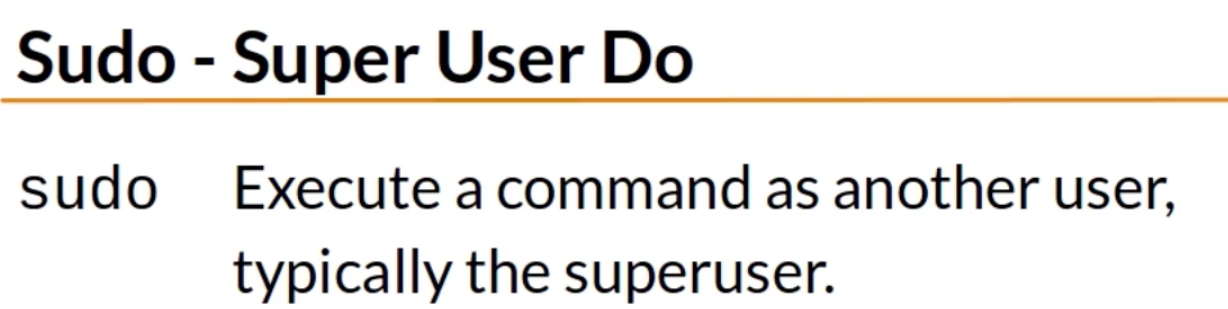 Sudo - Super User Do
sudo Execute a command as another user,
typically the superuser.